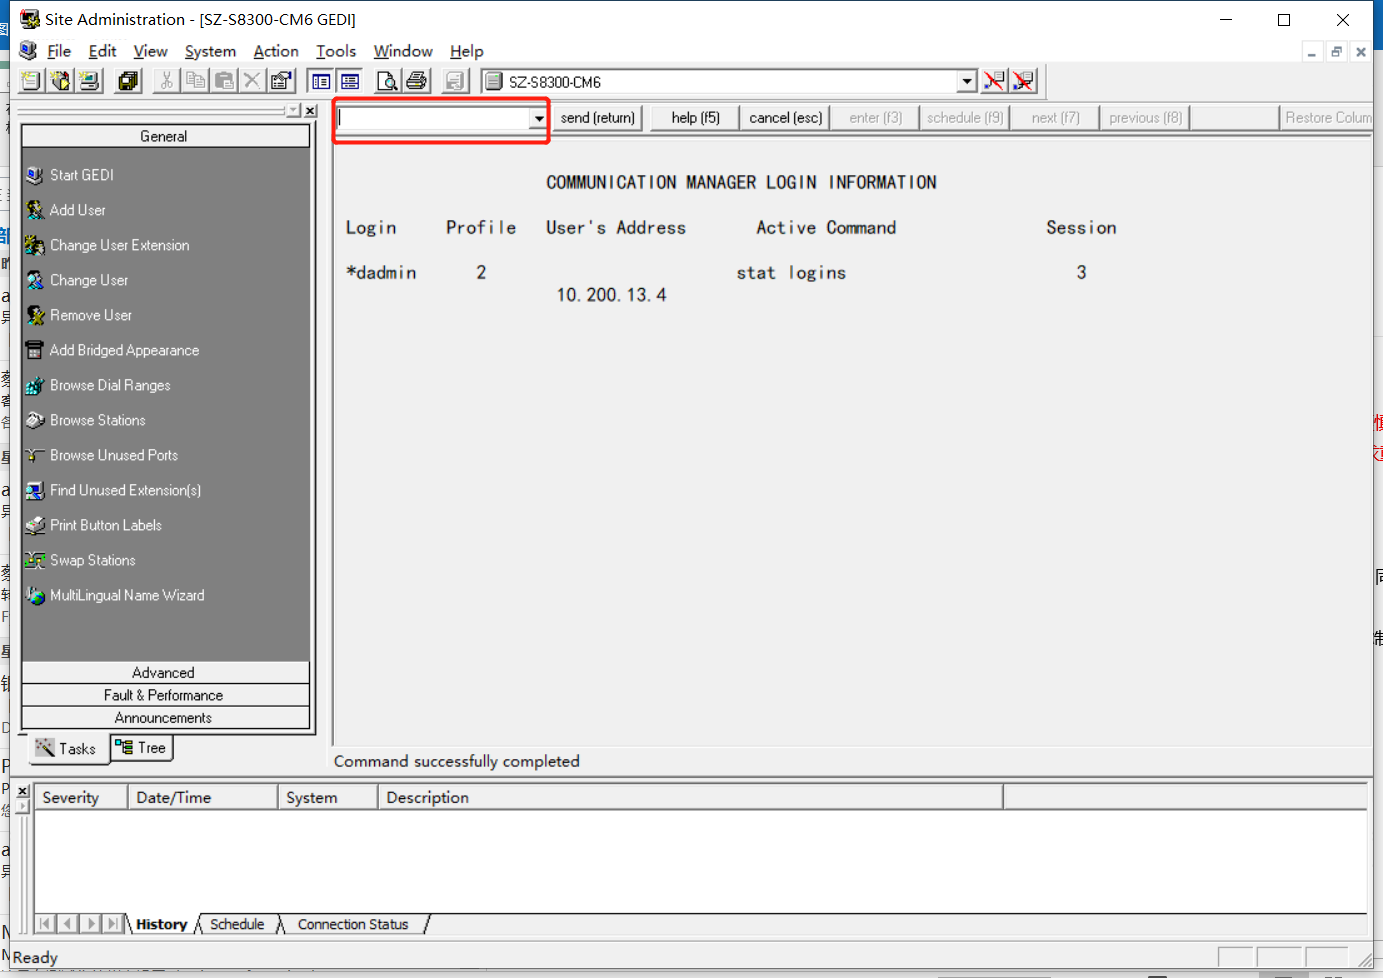 Site Administration - [SZ-S8300-CM6 GEDI]
File Edit View System Action Tools Window Help
SZ-S8300-CM6
send (return) help (f5) cancel (esc) enter (f3) schedule (f9) next (f7) previous (f8) Restore Colum
General
Start GEDI
Add User
Change User Extension
Change User
Remove User
Add Bridged Appearance
Browse Dial Ranges
Browse Stations
Browse Unused Ports
Find Unused Extension(s)
Print Button Labels
Swap Stations
MultiLingual Name Wizard
Advanced
Fault & Performance
Announcements
Tasks Tree
COMMUNICATION MANAGER LOGIN INFORMATION
Login Profile User's Address Active Command Session
*dadmin 2 stat logins 3
10.200.13.4
Command successfully completed
Severity Date/Time System Description
History Schedule Connection Status
Ready